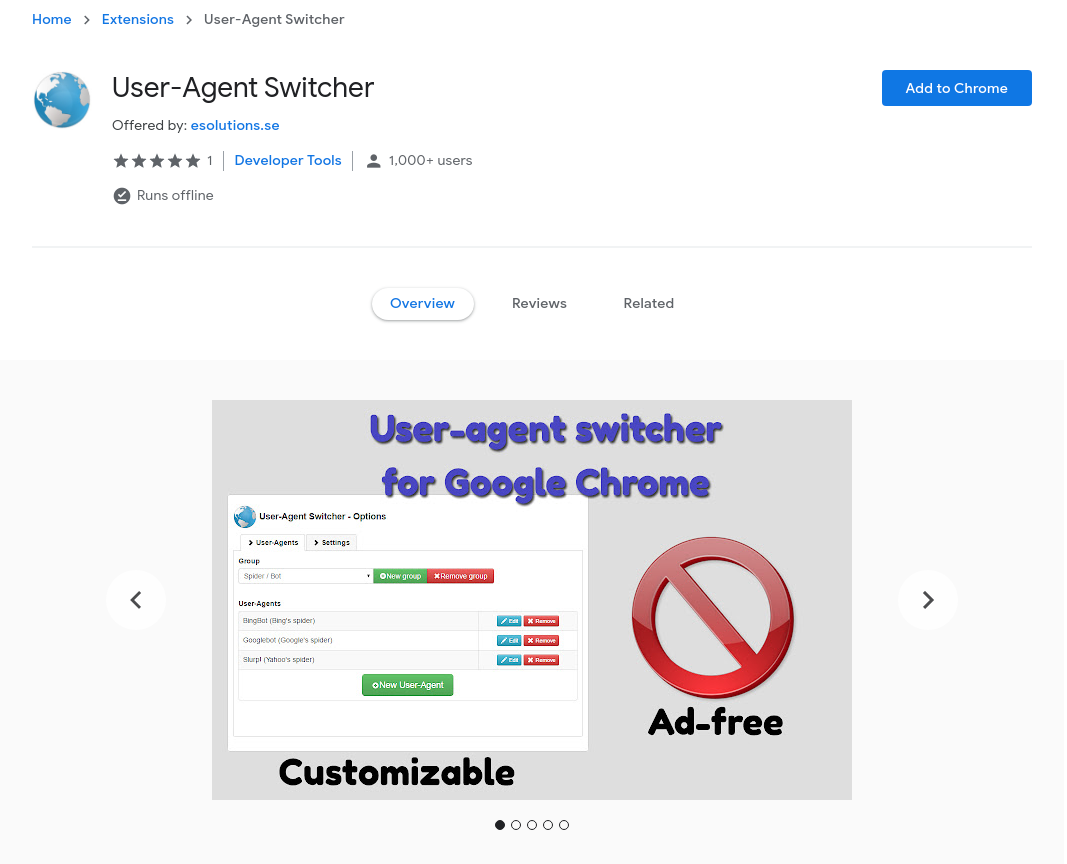 Home > Extensions > User-Agent Switcher
User-Agent Switcher
Add to Chrome
Offered by: esolutions.se
1 Developer Tools 1,000+ users
Runs offline
Overview Reviews Related
User-agent switcher
for Google Chrome
User-Agent Switcher - Options
User-Agents Settings
Group
Spider / Bot New group Remove group
User-Agents
BingBot (Bing's spider) Edit Remove
Googlebot (Google's spider) Edit Remove
Slurp! (Yahoo's spider) Edit Remove
New User-Agent
Ad-free
Customizable